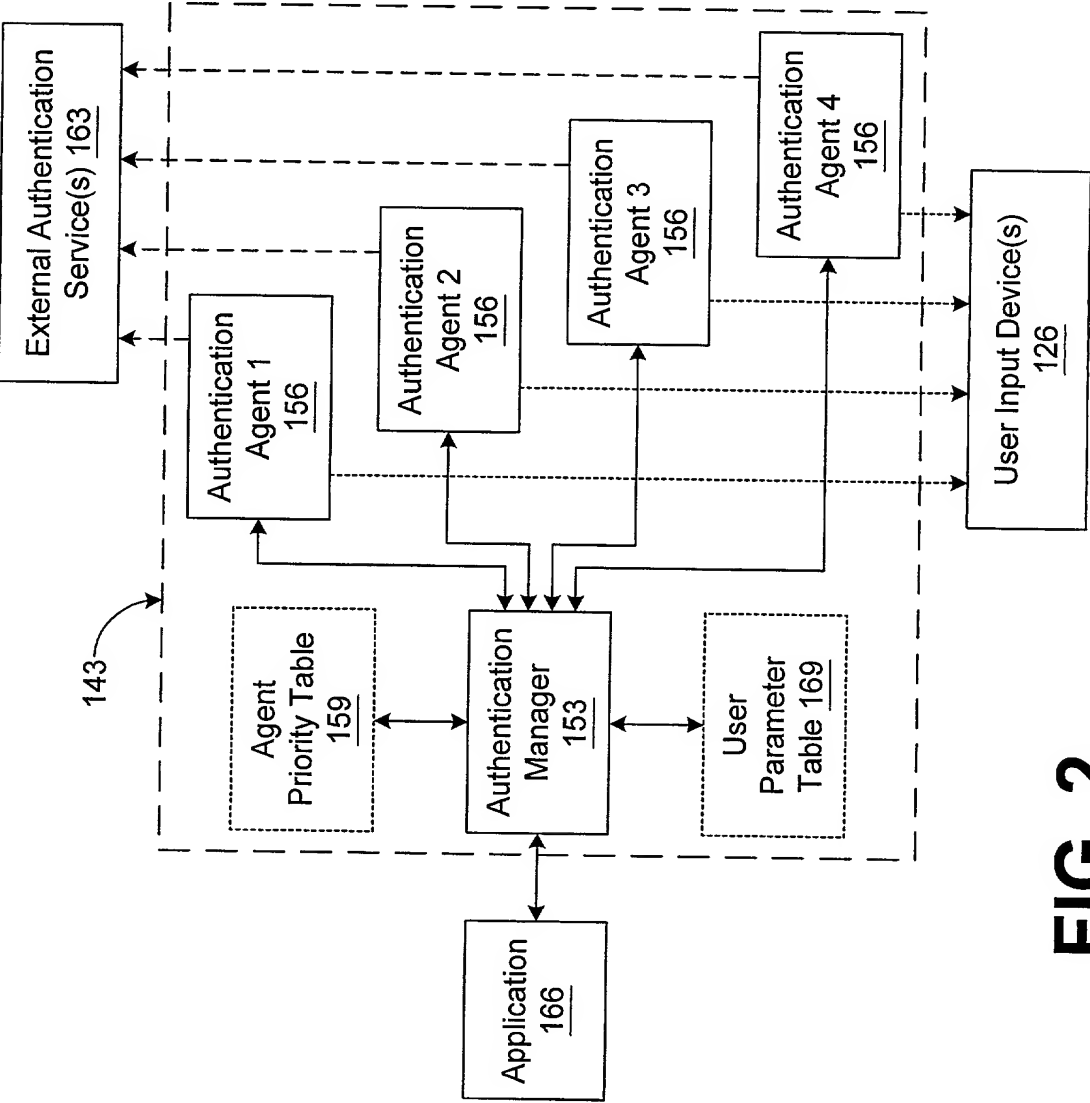 External Authentication
Service(s) 163
143
Authentication
Agent 1
156
Authentication
Agent 2
156
Authentication
Agent 3
156
Authentication
Agent 4
156
Agent
Priority Table
159
Authentication
Manager
153
User
Parameter
Table 169
Application
166
User Input Device(s)
126
FIG. 2